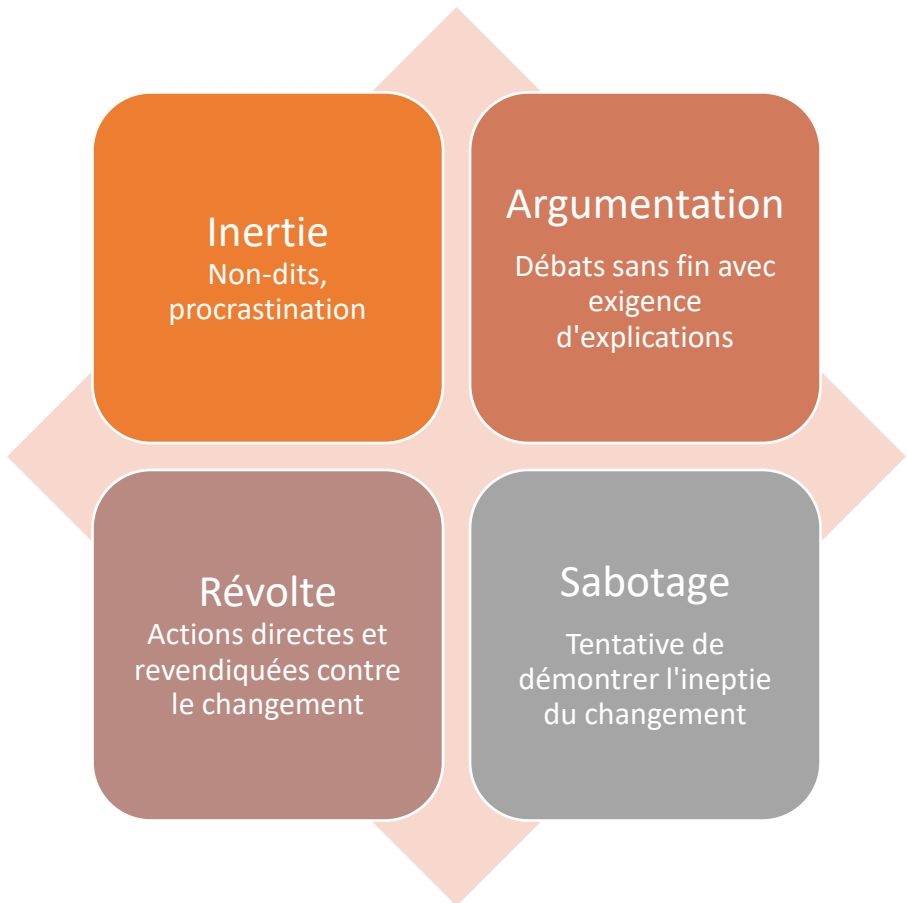 Inertie
Non-dits,
procrastination
Argumentation
Débats sans fin avec
exigence
d'explications
Révolte
Actions directes et
revendiquées contre
le changement
Sabotage
Tentative de
démontrer l'ineptie
du changement